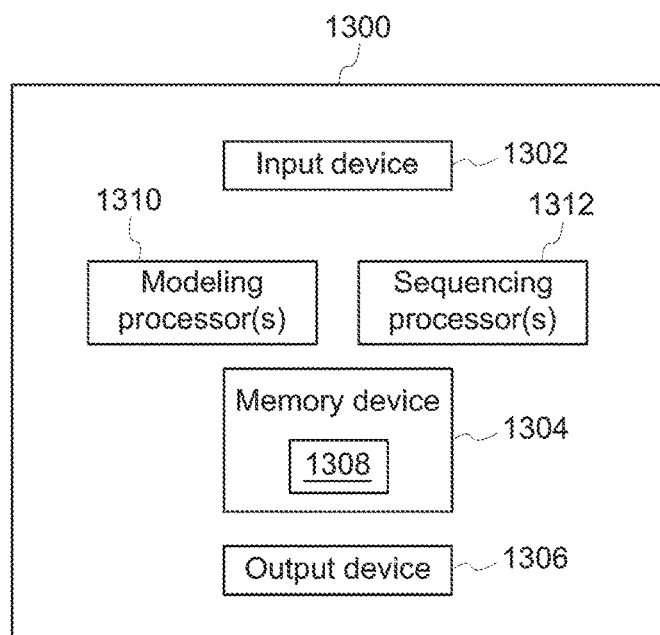 1300
Input device
1302
1310
1312
Modeling
processor(s)
Sequencing
processor(s)
Memory device
1308
1304
Output device
1306